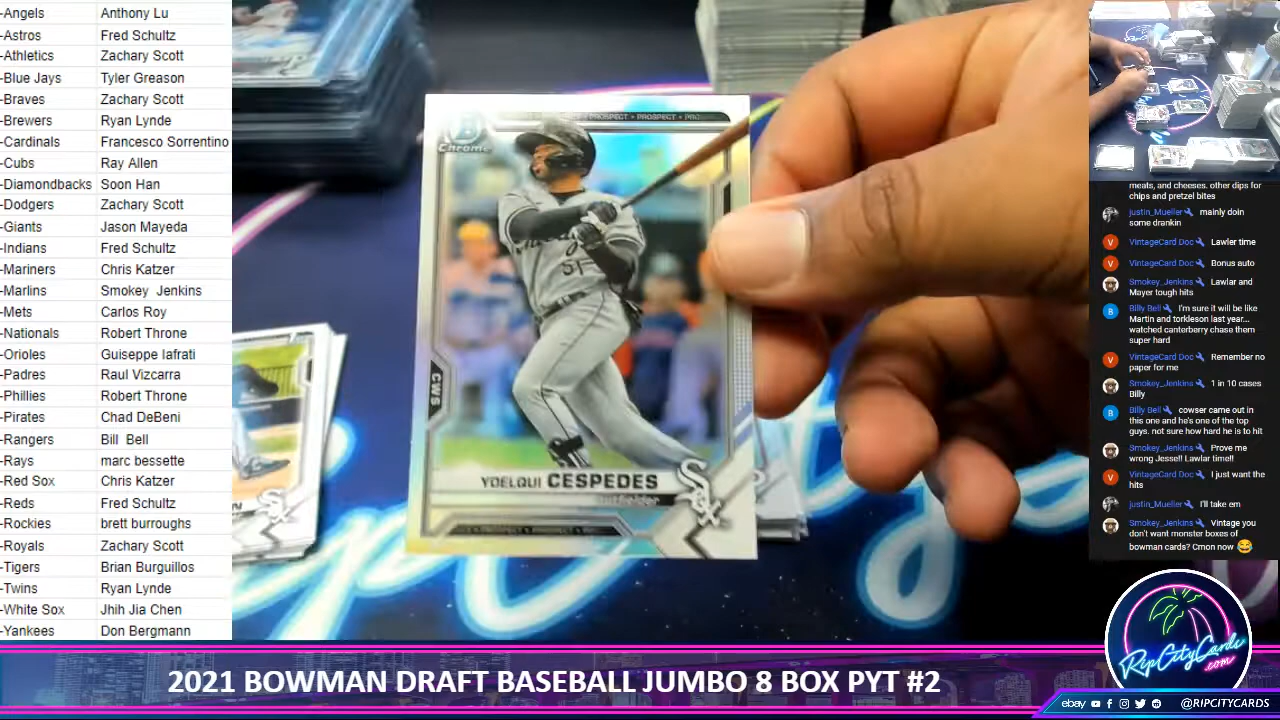 -Angels Anthony Lu
-Astros Fred Schultz
-Athletics Zachary Scott
-Blue Jays Tyler Greason
-Braves Zachary Scott
-Brewers Ryan Lynde
-Cardinals Francesco Sorrentino
-Cubs Ray Allen
-Diamondbacks Soon Han
-Dodgers Zachary Scott
-Giants Jason Mayeda
-Indians Fred Schultz
-Mariners Chris Katzer
-Marlins Smokey Jenkins
-Mets Carlos Roy
-Nationals Robert Throne
-Orioles Guiseppe Iafrati
-Padres Raul Vizcarra
-Phillies Robert Throne
-Pirates Chad DeBeni
-Rangers Bill Bell
-Rays marc bessette
-Red Sox Chris Katzer
-Reds Fred Schultz
-Rockies brett burroughs
-Royals Zachary Scott
-Tigers Brian Burguillos
-Twins Ryan Lynde
-White Sox Jhih Jia Chen
-Yankees Don Bergmann
PROSPECT • PROSPECT • PRO
B
Chrome
51
CWS
YOELQUI CESPEDES
Outfielder
Sox
PROSPECT • PROSPECT
meats, and cheeses. other dips for
chips and pretzel bites
justin_Mueller mainly doin
some drankin
VintageCard Doc Lawler time
VintageCard Doc Bonus auto
Smokey_Jenkins Lawlar and
Mayer tough hits
Billy Bell I'm sure it will be like
Martin and torkleson last year...
watched canterberry chase them
super hard
VintageCard Doc Remember no
paper for me
Smokey_Jenkins 1 in 10 cases
Billy
Billy Bell cowser came out in
this one and he's one of the top
guys. not sure how hard he is to hit
Smokey_Jenkins Prove me
wrong Jesse!! Lawlar time!!
VintageCard Doc I just want the
hits
justin_Mueller I'll take em
Smokey_Jenkins Vintage you
don't want monster boxes of
bowman cards? Cmon now 😂
RipCityCards
.com
2021 BOWMAN DRAFT BASEBALL JUMBO 8 BOX PYT #2
ebay @RIPCITYCARDS